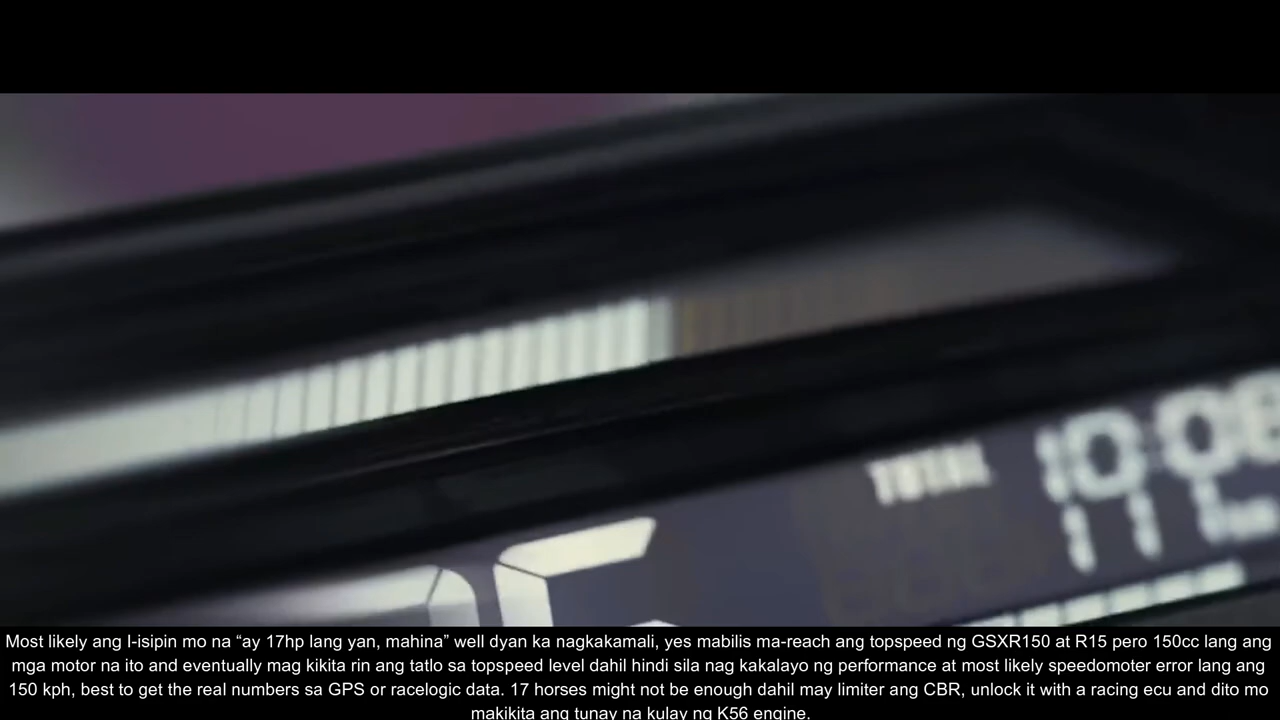 TOTAL 10:08
Most likely ang I-isipin mo na “ay 17hp lang yan, mahina” well dyan ka nagkakamali, yes mabilis ma-reach ang topspeed ng GSXR150 at R15 pero 150cc lang ang
mga motor na ito and eventually mag kikita rin ang tatlo sa topspeed level dahil hindi sila nag kakalayo ng performance at most likely speedomoter error lang ang
150 kph, best to get the real numbers sa GPS or racelogic data. 17 horses might not be enough dahil may limiter ang CBR, unlock it with a racing ecu and dito mo
makikita ang tunay na kulay ng K56 engine.